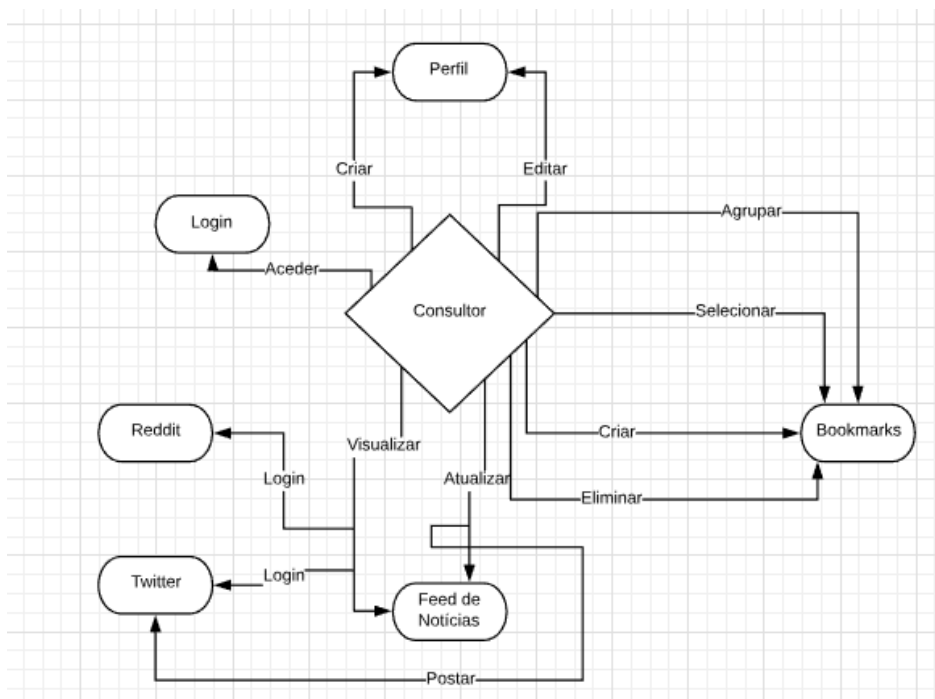 Perfil
Criar
Editar
Login
Agrupar
Aceder
Consultor
Selecionar
Reddit
Visualizar
Criar
Bookmarks
Login
Atualizar
Eliminar
Twitter
Login
Feed de
Notícias
Postar